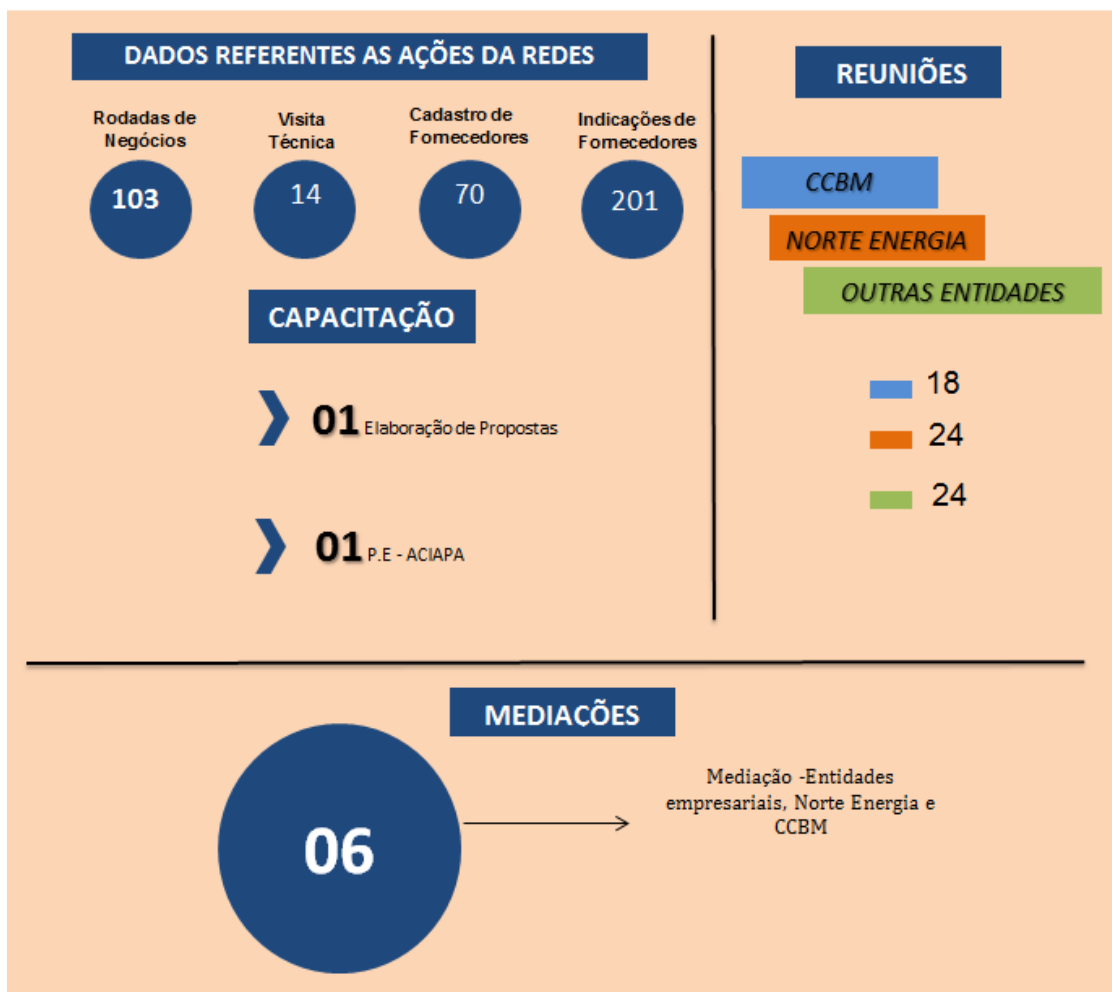 DADOS REFERENTES AS AÇÕES DA REDES
Rodadas de
Negócios
103
Visita
Técnica
14
Cadastro de
Fornecedores
70
Indicações de
Fornecedores
201
CAPACITAÇÃO
01 Elaboração de Propostas
01 P.E - ACIAPA
REUNIÕES
CCBM
NORTE ENERGIA
OUTRAS ENTIDADES
18
24
24
MEDIAÇÕES
06
Mediação -Entidades
empresariais, Norte Energia e
CCBM